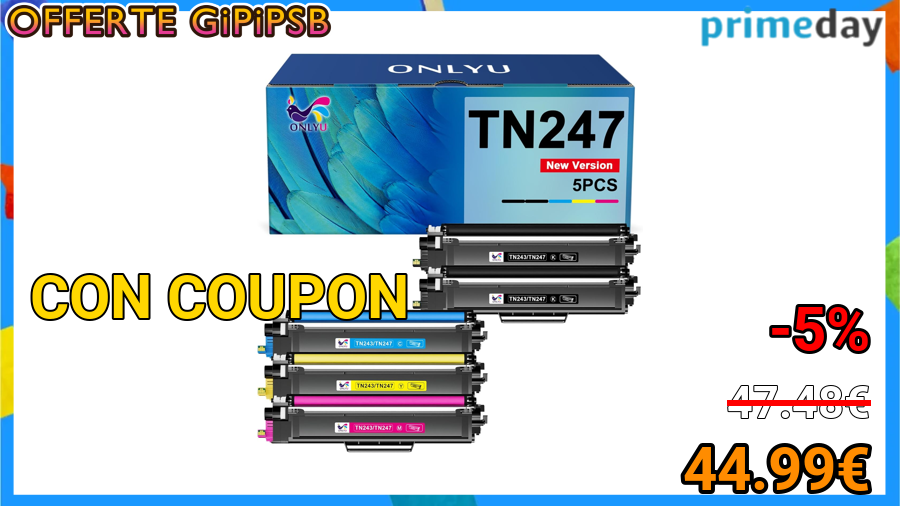 OFFERTE GiPiPSB
primeday
ONLYU
ONLYU
TN247
New Version
5PCS
TN243/TN247 K
TN243/TN247 K
CON COUPON
TN243/TN247 C
TN243/TN247 Y
TN243/TN247 M
-5%
47.48€
44.99€